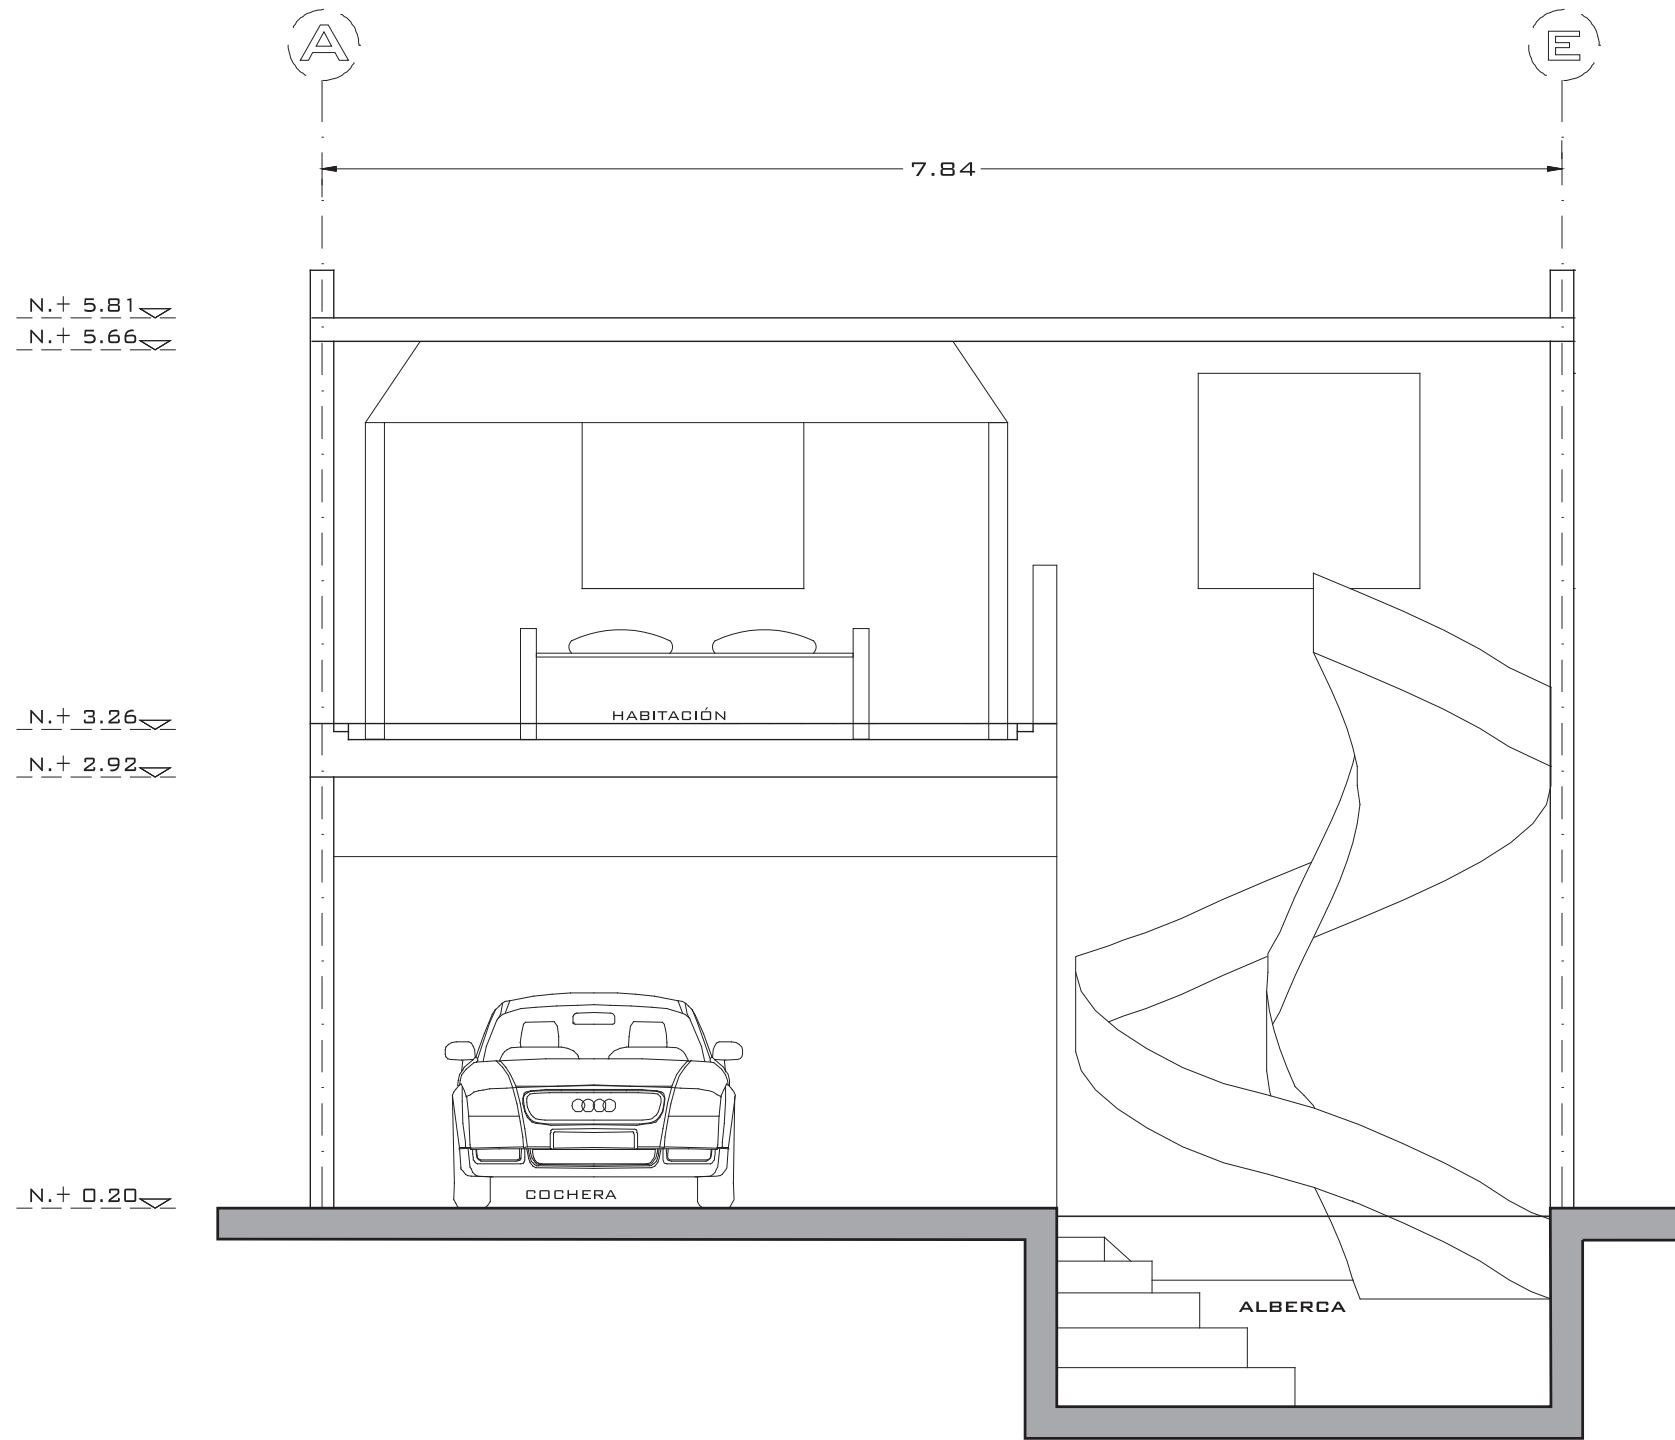 A E
7.84
N.+ 5.81
N.+ 5.66
N.+ 3.26
HABITACIÓN
N.+ 2.92
N.+ 0.20
COCHERA
ALBERCA